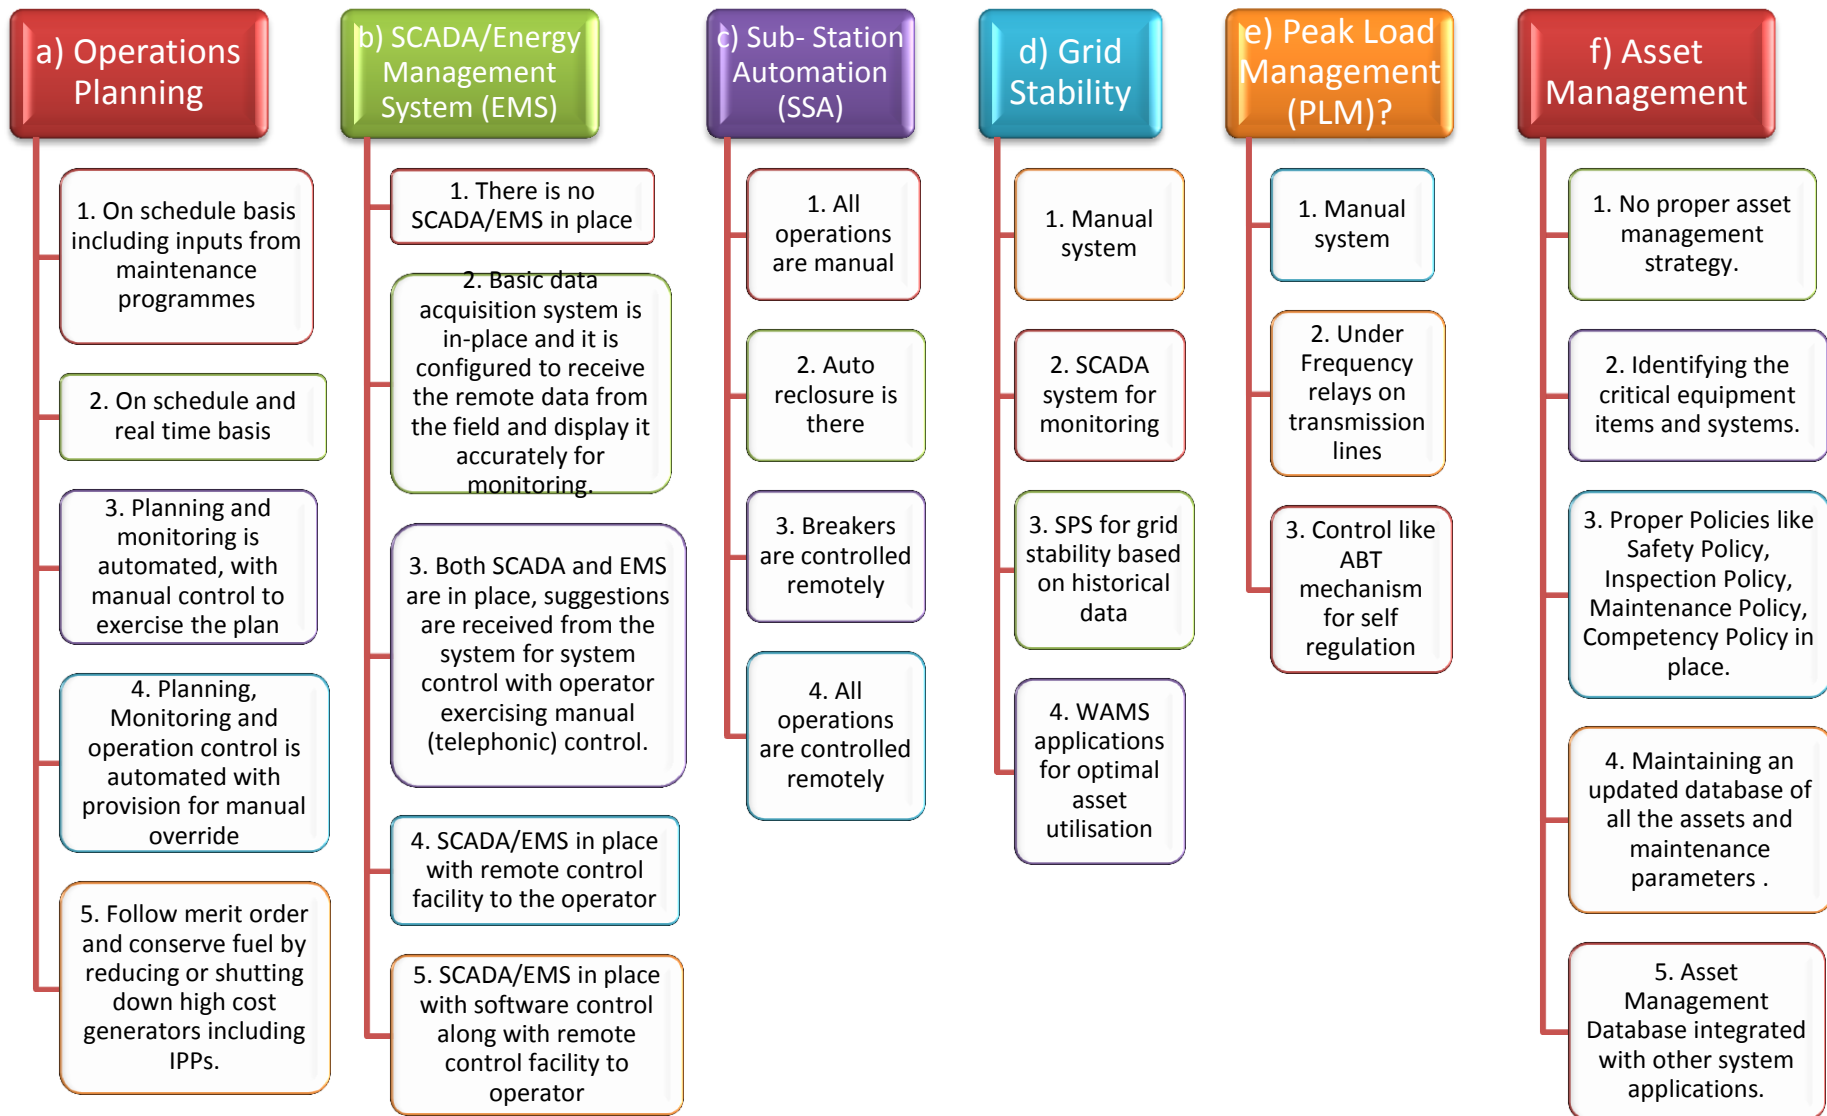 a) Operations
Planning
1. On schedule basis
including inputs from
maintenance
programmes
2. On schedule and
real time basis
3. Planning and
monitoring is
automated, with
manual control to
exercise the plan
4. Planning,
Monitoring and
operation control is
automated with
provision for manual
override
5. Follow merit order
and conserve fuel by
reducing or shutting
down high cost
generators including
IPPs.
b) SCADA/Energy
Management
System (EMS)
1. There is no
SCADA/EMS in place
2. Basic data
acquisition system is
in-place and it is
configured to receive
the remote data from
the field and display it
accurately for
monitoring.
3. Both SCADA and EMS
are in place, suggestions
are received from the
system for system
control with operator
exercising manual
(telephonic) control.
4. SCADA/EMS in place
with remote control
facility to the operator
5. SCADA/EMS in place
with software control
along with remote
control facility to
operator
c) Sub- Station
Automation
(SSA)
1. All
operations
are manual
2. Auto
reclosure is
there
3. Breakers
are controlled
remotely
4. All
operations
are controlled
remotely
d) Grid
Stability
1. Manual
system
2. SCADA
system for
monitoring
3. SPS for grid
stability based
on historical
data
4. WAMS
applications
for optimal
asset
utilisation
e) Peak Load
Management
(PLM)?
1. Manual
system
2. Under
Frequency
relays on
transmission
lines
3. Control like
ABT
mechanism
for self
regulation
f) Asset
Management
1. No proper asset
management
strategy.
2. Identifying the
critical equipment
items and systems.
3. Proper Policies like
Safety Policy,
Inspection Policy,
Maintenance Policy,
Competency Policy in
place.
4. Maintaining an
updated database of
all the assets and
maintenance
parameters .
5. Asset
Management
Database integrated
with other system
applications.